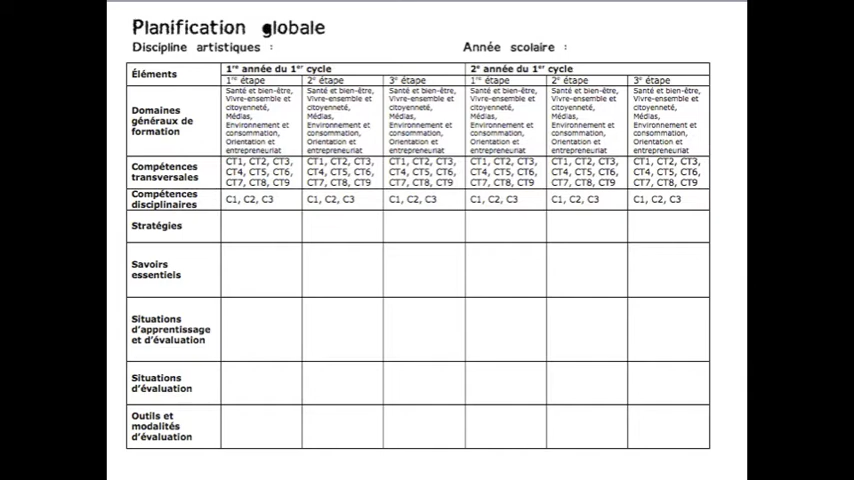 Planification globale
Discipline artistiques :
Année scolaire :
Éléments
1re année du 1er cycle
2e année du 1er cycle
1re étape
2e étape
3e étape
1re étape
2e étape
3e étape
Domaines
généraux de
formation
Santé et bien-être,
Vivre-ensemble et
citoyenneté,
Médias,
Environnement et
consommation,
Orientation et
entrepreneuriat
Santé et bien-être,
Vivre-ensemble et
citoyenneté,
Médias,
Environnement et
consommation,
Orientation et
entrepreneuriat
Santé et bien-être,
Vivre-ensemble et
citoyenneté,
Médias,
Environnement et
consommation,
Orientation et
entrepreneuriat
Santé et bien-être,
Vivre-ensemble et
citoyenneté,
Médias,
Environnement et
consommation,
Orientation et
entrepreneuriat
Santé et bien-être,
Vivre-ensemble et
citoyenneté,
Médias,
Environnement et
consommation,
Orientation et
entrepreneuriat
Santé et bien-être,
Vivre-ensemble et
citoyenneté,
Médias,
Environnement et
consommation,
Orientation et
entrepreneuriat
Compétences
transversales
CT1, CT2, CT3,
CT4, CT5, CT6,
CT7, CT8, CT9
CT1, CT2, CT3,
CT4, CT5, CT6,
CT7, CT8, CT9
CT1, CT2, CT3,
CT4, CT5, CT6,
CT7, CT8, CT9
CT1, CT2, CT3,
CT4, CT5, CT6,
CT7, CT8, CT9
CT1, CT2, CT3,
CT4, CT5, CT6,
CT7, CT8, CT9
CT1, CT2, CT3,
CT4, CT5, CT6,
CT7, CT8, CT9
Compétences
disciplinaires
C1, C2, C3
C1, C2, C3
C1, C2, C3
C1, C2, C3
C1, C2, C3
C1, C2, C3
Stratégies
Savoirs
essentiels
Situations
d'apprentissage
et d'évaluation
Situations
d'évaluation
Outils et
modalités
d'évaluation